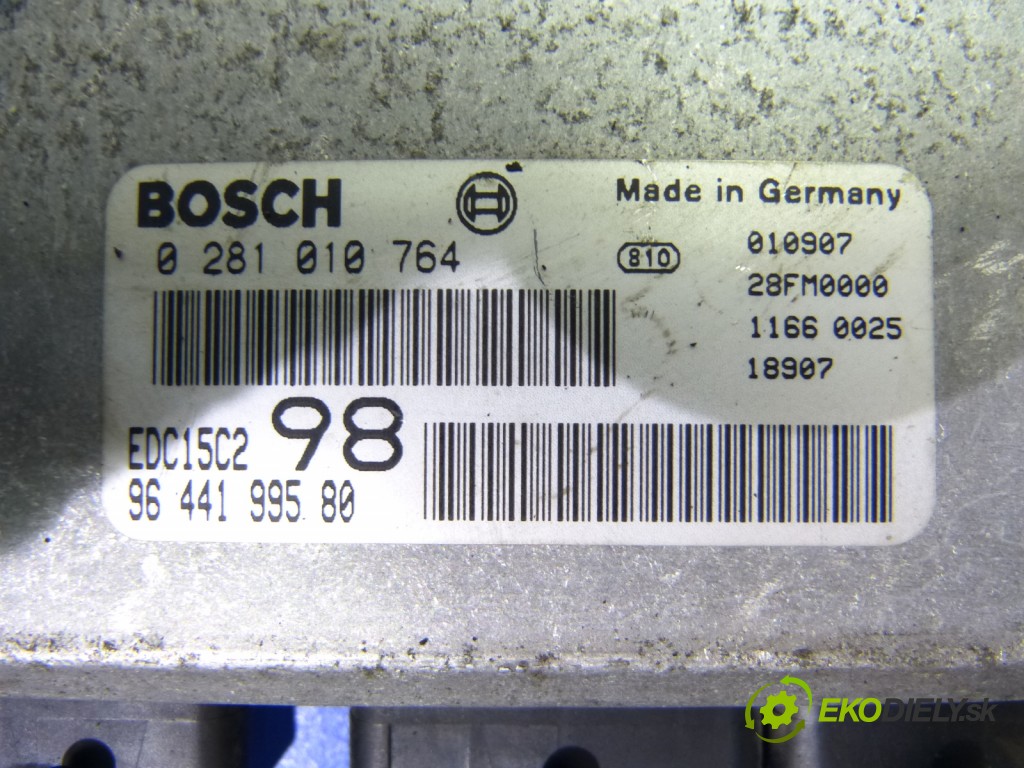 BOSCH
Made in Germany
0 281 010 764
810
010907
28FM0000
1166 0025
18907
EDC15C2
98
96 441 995 80
EKODIELY.sk